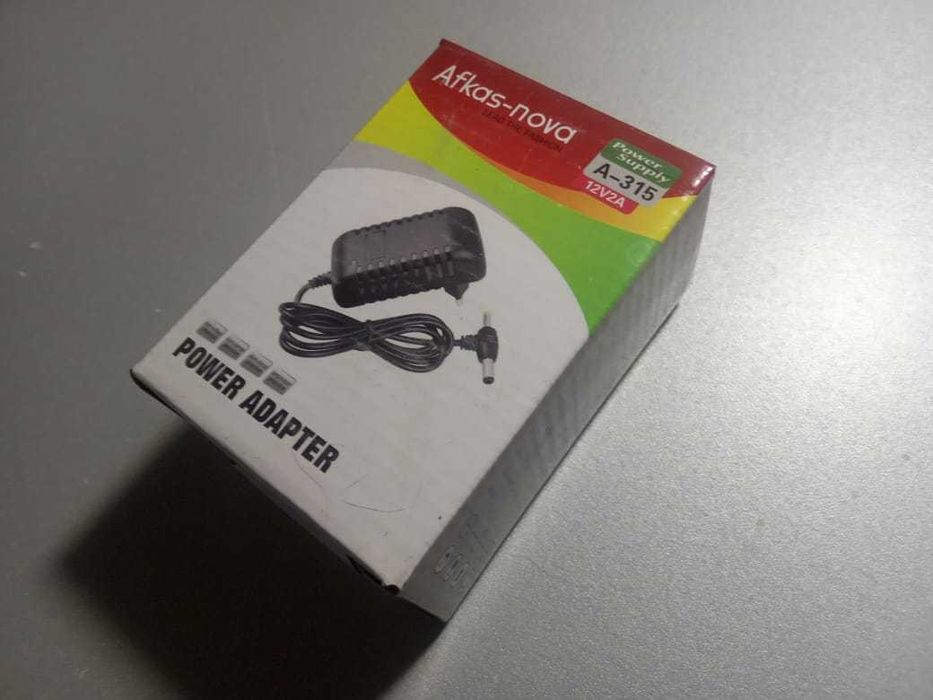 Afkas-nova
LEAD THE FASHION
Power
Supply
A-315
12V2A
POWER ADAPTER